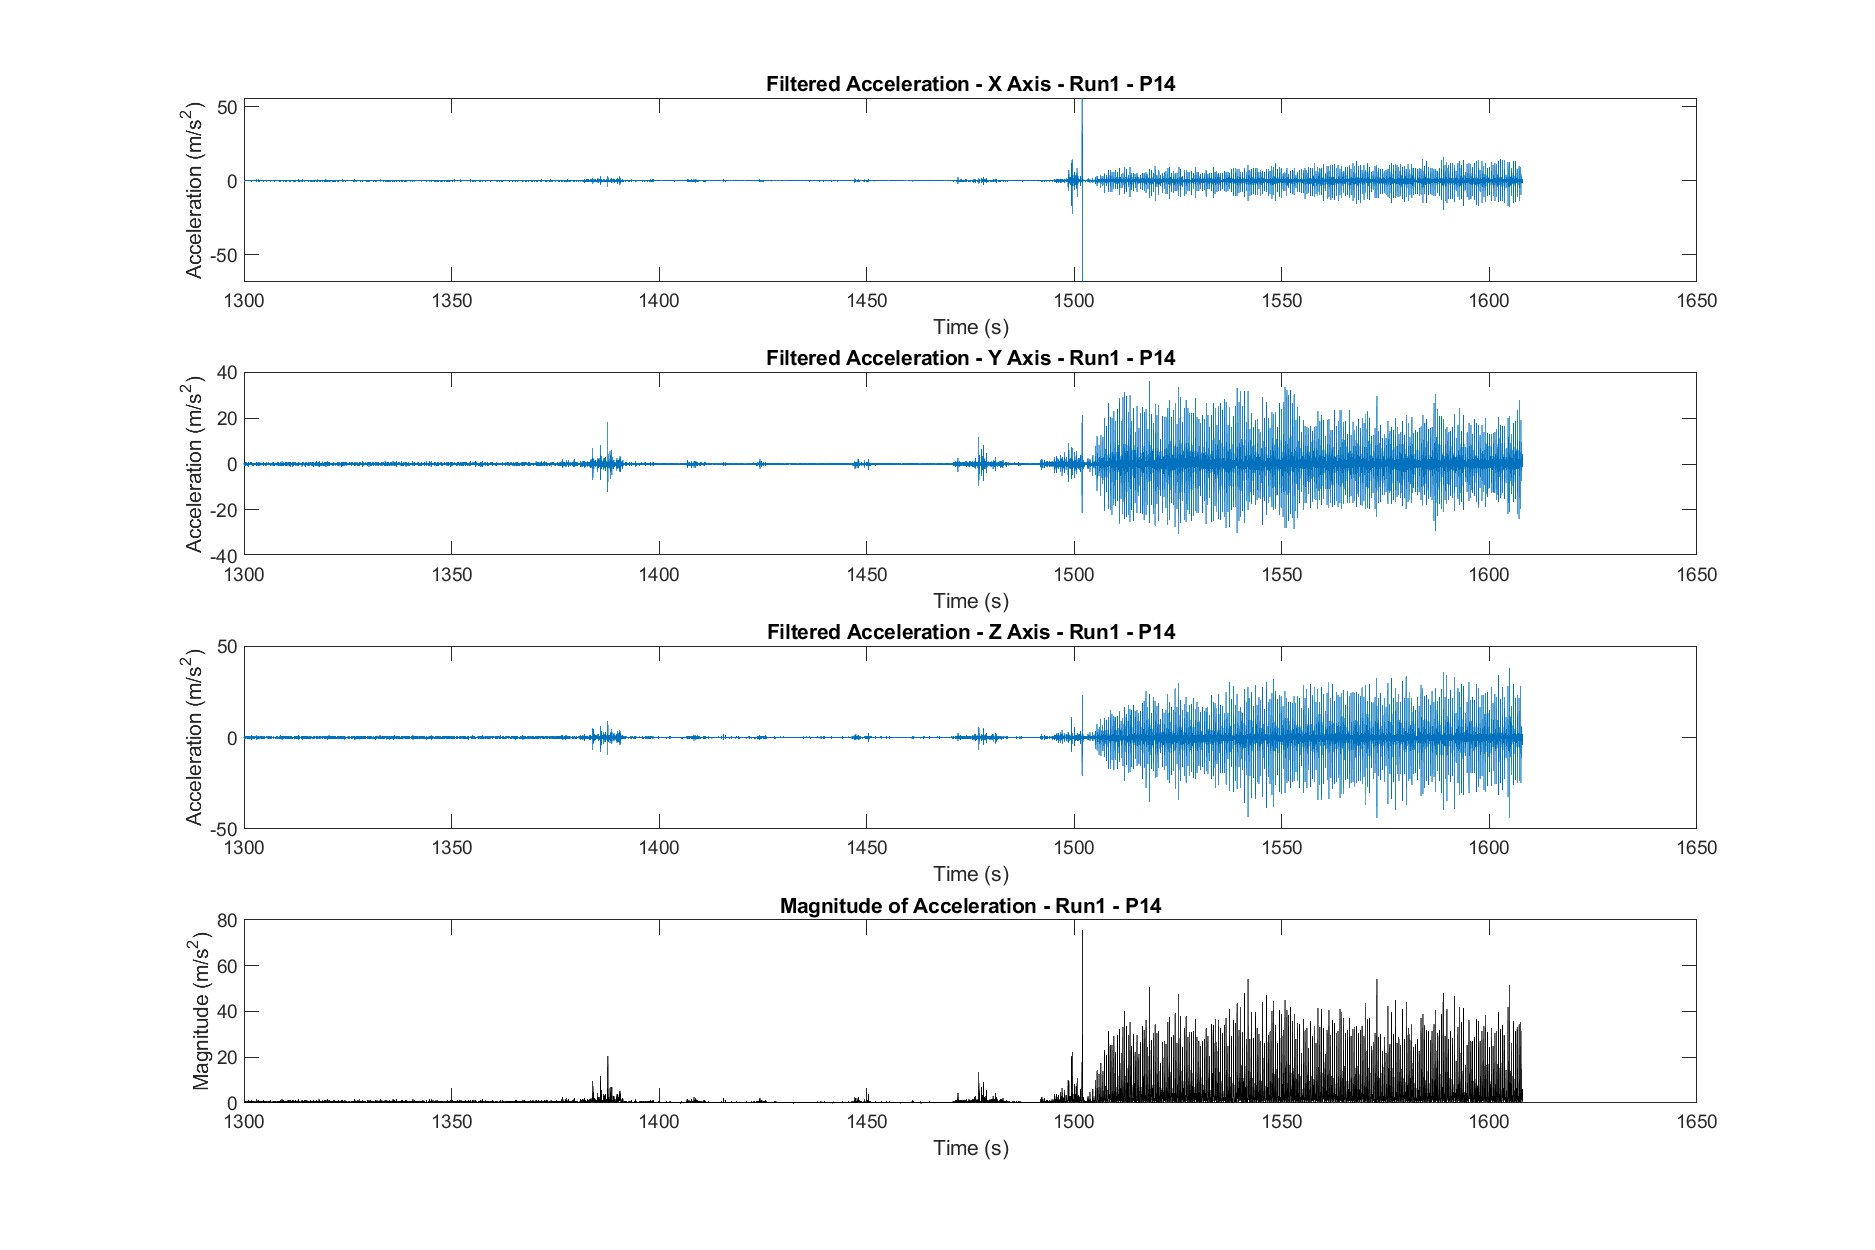 Filtered Acceleration - X Axis - Run1 - P14
Acceleration (m/s²)
50
0
-50
1300 1350 1400 1450 1500 1550 1600 1650
Time (s)
Filtered Acceleration - Y Axis - Run1 - P14
Acceleration (m/s²)
40
20
0
-20
-40
1300 1350 1400 1450 1500 1550 1600 1650
Time (s)
Filtered Acceleration - Z Axis - Run1 - P14
Acceleration (m/s²)
50
0
-50
1300 1350 1400 1450 1500 1550 1600 1650
Time (s)
Magnitude of Acceleration - Run1 - P14
Magnitude (m/s²)
80
60
40
20
0
1300 1350 1400 1450 1500 1550 1600 1650
Time (s)